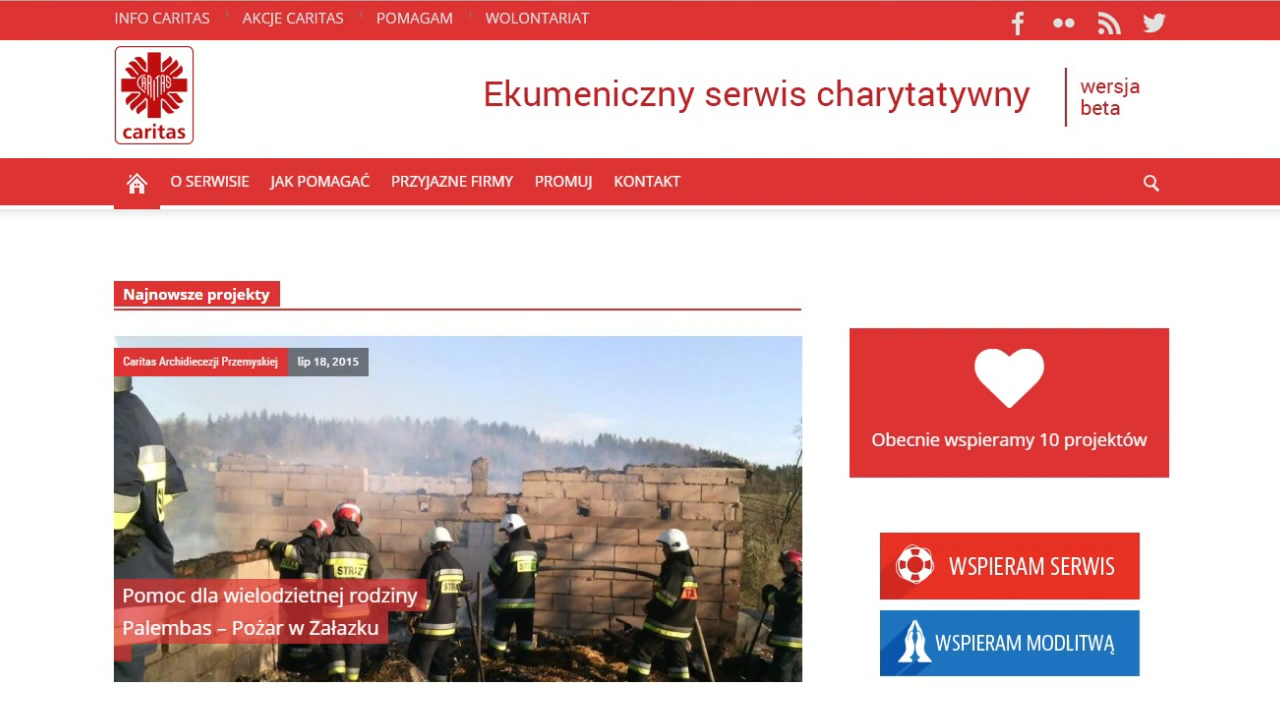 INFO CARITAS AKCJE CARITAS POMAGAM WOLONTARIAT
CARITAS
caritas
Ekumeniczny serwis charytatywny
wersja
beta
O SERWISIE JAK POMAGAĆ PRZYJAZNE FIRMY PROMUJ KONTAKT
Najnowsze projekty
Caritas Archidiecezji Przemyskiej lip 18, 2015
STRAŻ
Pomoc dla wielodzietnej rodziny
Palembas – Pożar w Załazku
Obecnie wspieramy 10 projektów
WSPIERAM SERWIS
WSPIERAM MODLITWĄ